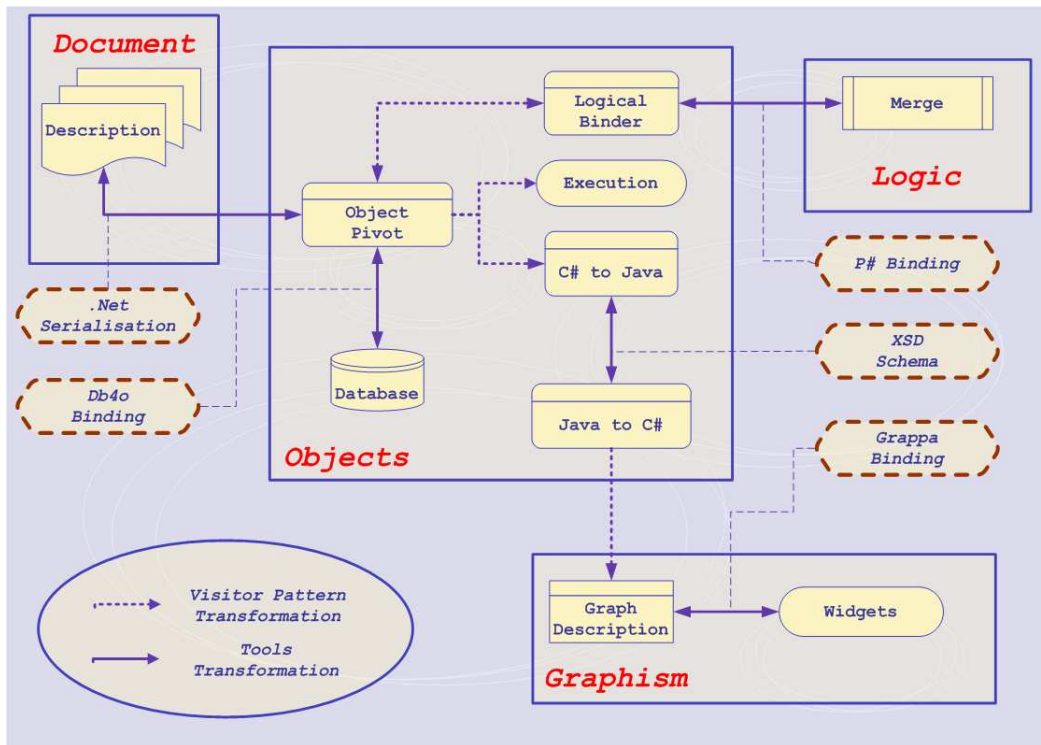 Document
Description
Logical
Binder
Merge
Logic
Execution
Object
Pivot
C# to Java
P# Binding
.Net
Serialisation
XSD
Schema
Database
Db4o
Binding
Java to C#
Objects
Grappa
Binding
Visitor Pattern
Transformation
Tools
Transformation
Graph
Description
Widgets
Graphism